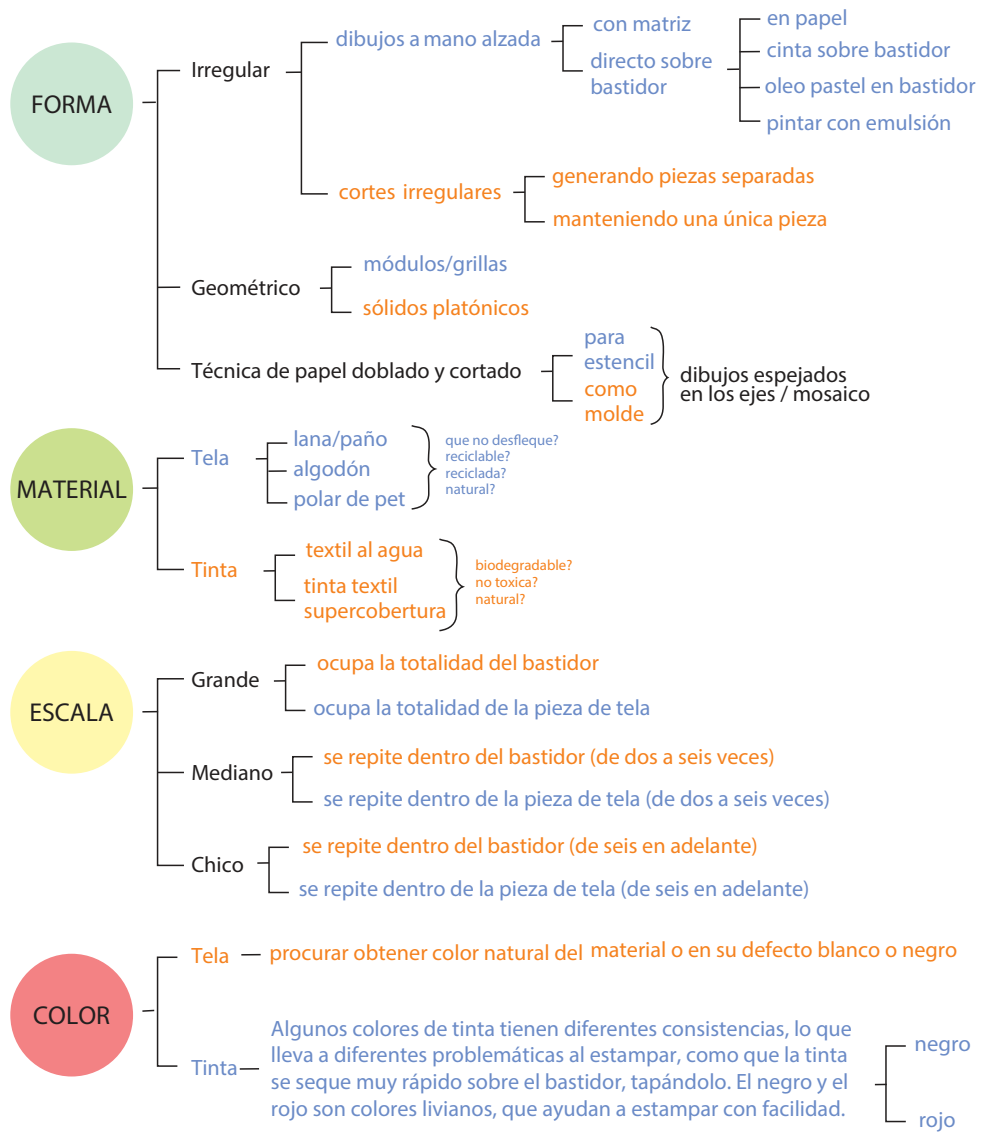 FORMA
Irregular
dibujos a mano alzada
con matriz
directo sobre
bastidor
en papel
cinta sobre bastidor
oleo pastel en bastidor
pintar con emulsión
cortes irregulares
generando piezas separadas
manteniendo una única pieza
Geométrico
módulos/grillas
sólidos platónicos
Técnica de papel doblado y cortado
para
estencil
como
molde
dibujos espejados
en los ejes / mosaico
MATERIAL
Tela
lana/paño
algodón
polar de pet
que no desfleque?
reciclable?
reciclada?
natural?
Tinta
textil al agua
tinta textil
supercobertura
biodegradable?
no toxica?
natural?
ESCALA
Grande
ocupa la totalidad del bastidor
ocupa la totalidad de la pieza de tela
Mediano
se repite dentro del bastidor (de dos a seis veces)
se repite dentro de la pieza de tela (de dos a seis veces)
Chico
se repite dentro del bastidor (de seis en adelante)
se repite dentro de la pieza de tela (de seis en adelante)
COLOR
Tela
procurar obtener color natural del material o en su defecto blanco o negro
Tinta
Algunos colores de tinta tienen diferentes consistencias, lo que
lleva a diferentes problemáticas al estampar, como que la tinta
se seque muy rápido sobre el bastidor, tapándolo. El negro y el
rojo son colores livianos, que ayudan a estampar con facilidad.
negro
rojo